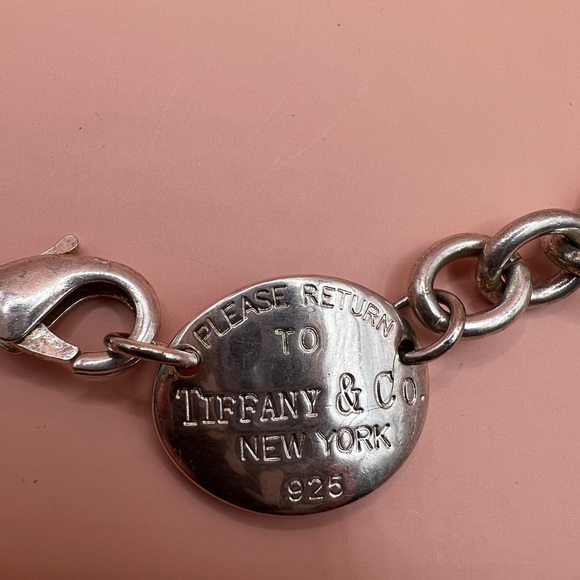 PLEASE RETURN
TO
TIFFANY & Co.
NEW YORK
925